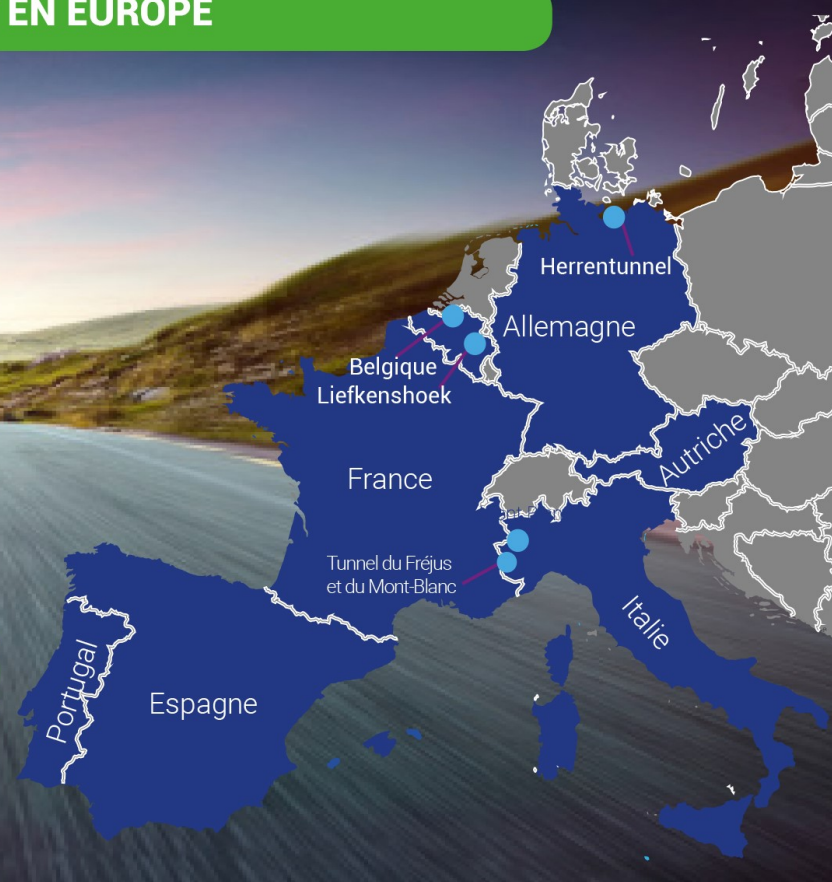 EN EUROPE
Herrentunnel
Allemagne
Belgique
Liefkenshoek
Autriche
France
Tunnel du Fréjus
et du Mont-Blanc
Italie
Portugal
Espagne